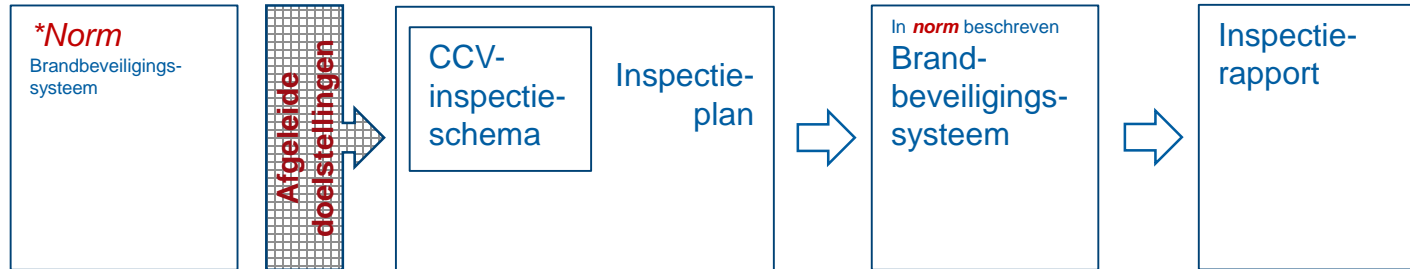 *Norm
Brandbeveiligings-
systeem
Afgeleide
doelstellingen
CCV-
inspectie-
schema
Inspectie-
plan
In norm beschreven
Brand-
beveiligings-
systeem
Inspectie-
rapport